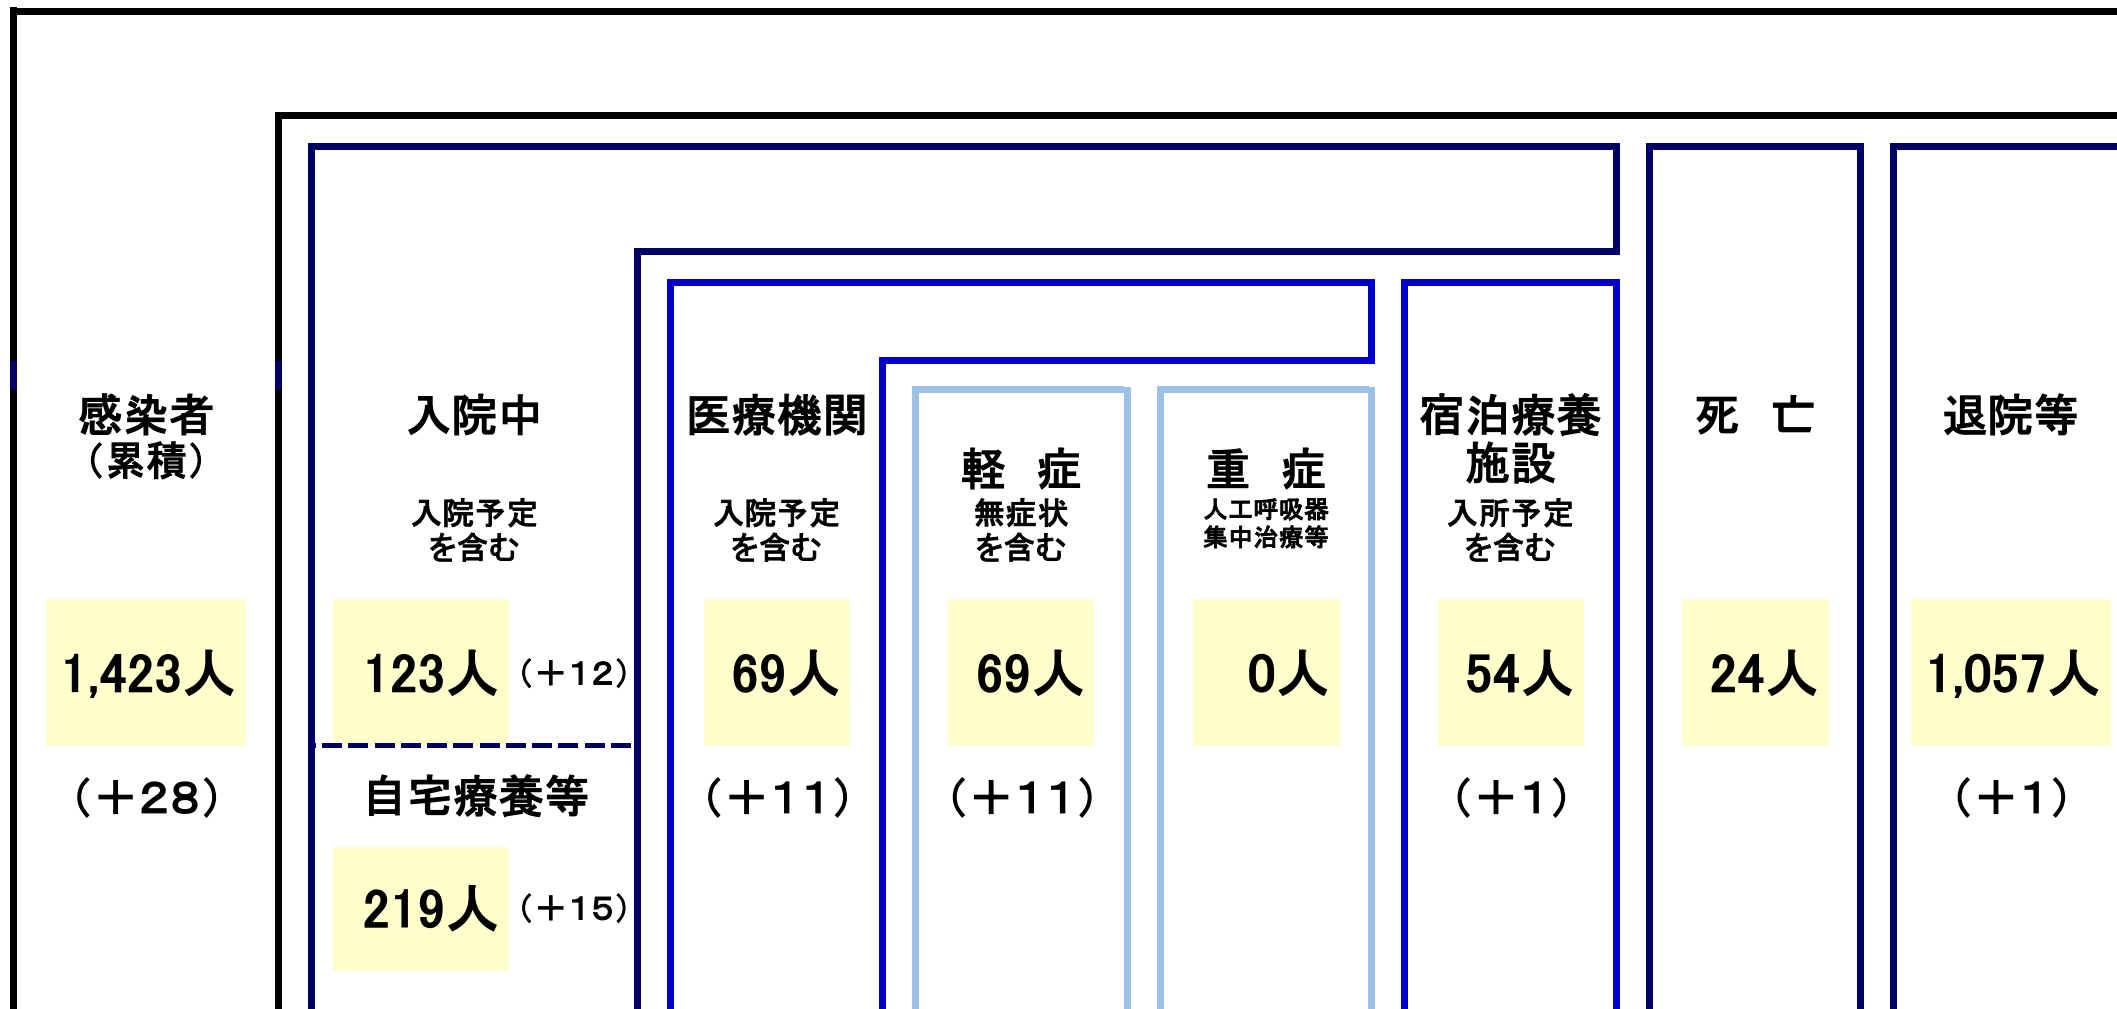 感染者
（累積）
1,423人
（＋28）
入院中
入院予定
を含む
123人（＋12）
自宅療養等
219人（＋15）
医療機関
入院予定
を含む
69人
（＋11）
軽　症
無症状
を含む
69人
（＋11）
重　症
人工呼吸器
集中治療等
0人
宿泊療養
施設
入所予定
を含む
54人
（＋1）
死　亡
24人
退院等
1,057人
（＋1）